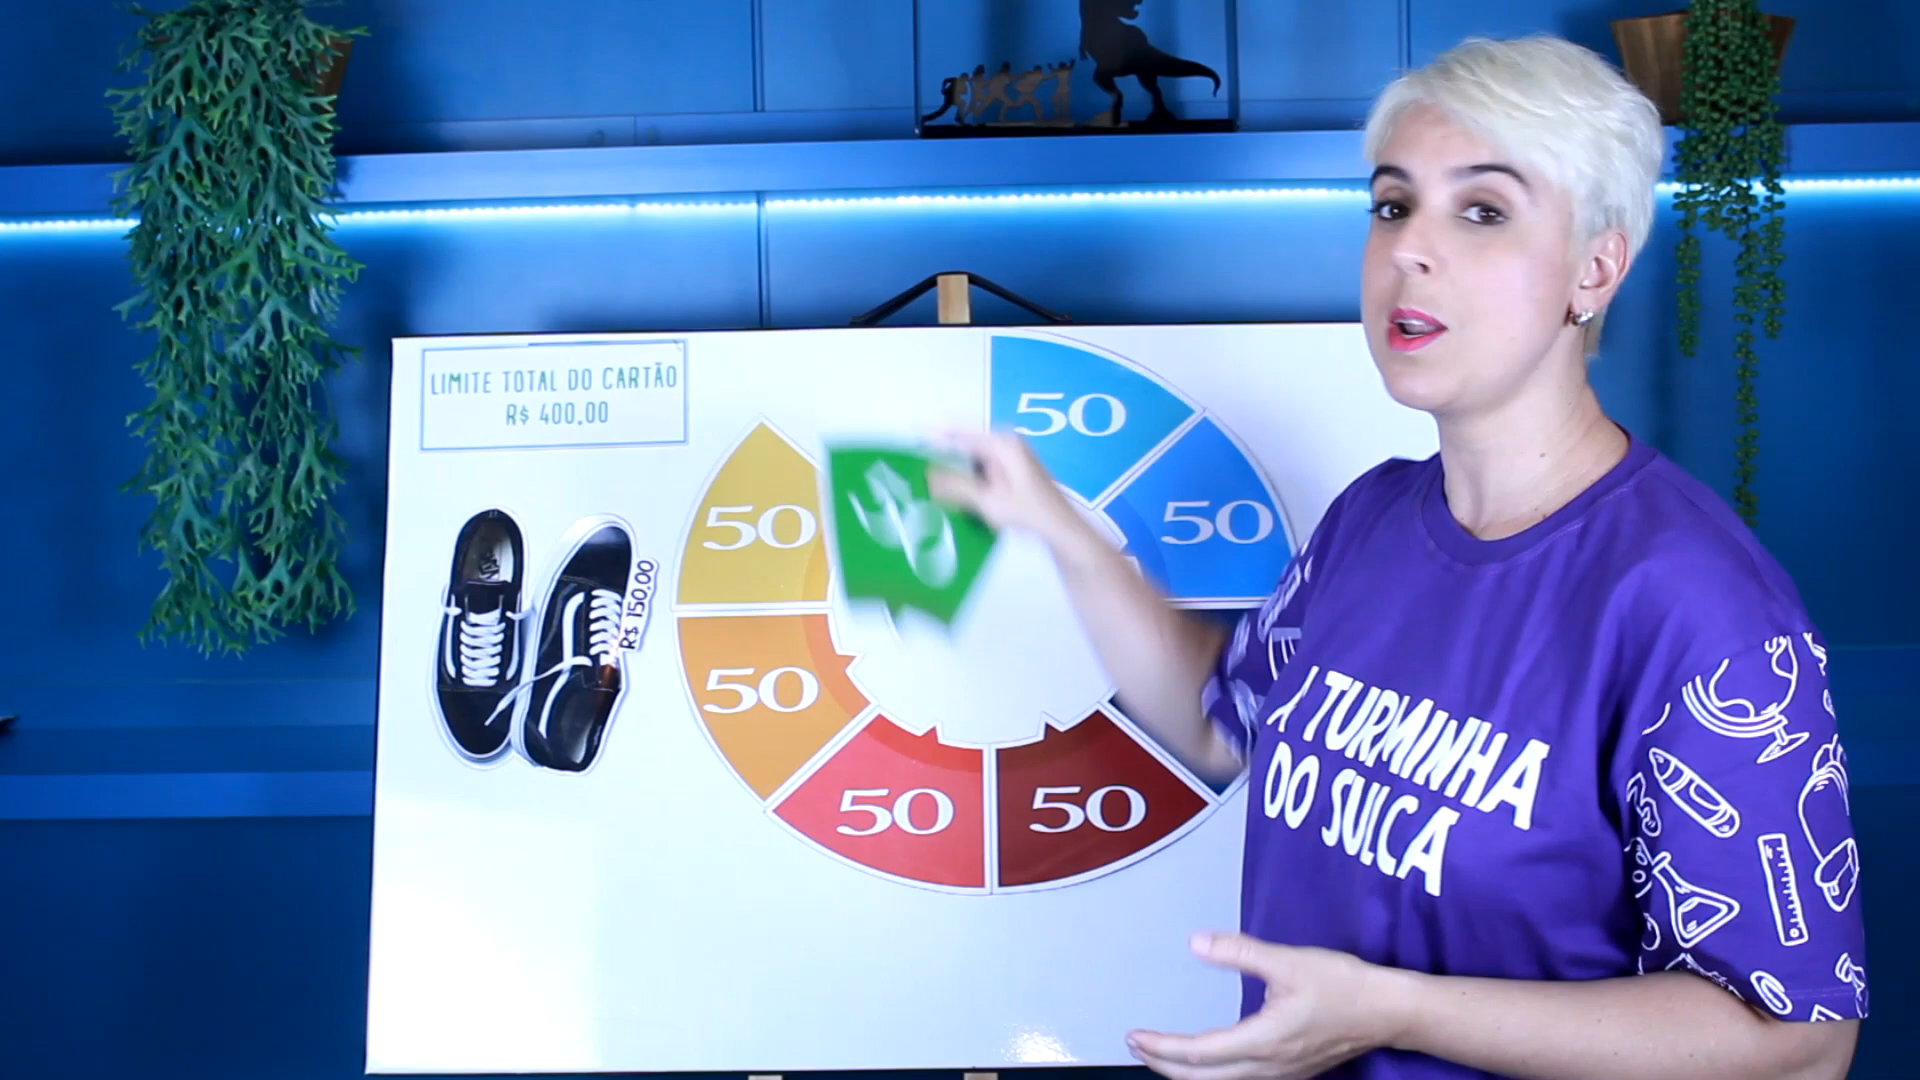 LIMITE TOTAL DO CARTÃO
R$ 400,00
50
50
50
50
50
50
R$ 150,00
A TURMINHA
DO SULCA